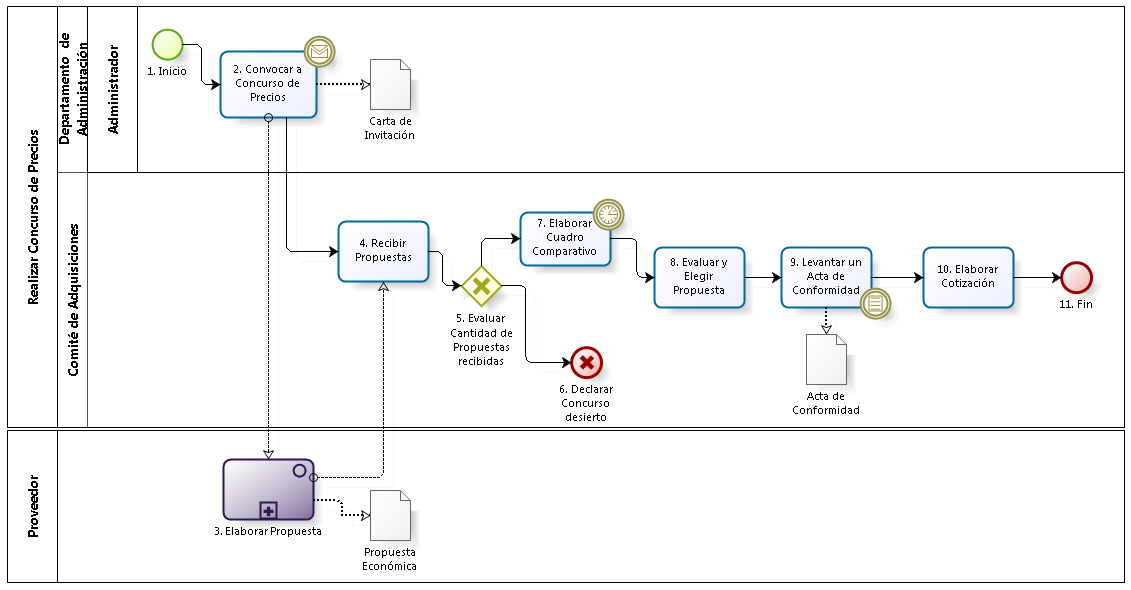 Realizar Concurso de Precios
Departamento de
Administración
Administrador
1. Inicio
2. Convocar a
Concurso de
Precios
Carta de
Invitación
Comité de Adquisiciones
4. Recibir
Propuestas
5. Evaluar
Cantidad de
Propuestas
recibidas
6. Declarar
Concurso
desierto
7. Elaborar
Cuadro
Comparativo
8. Evaluar y
Elegir
Propuesta
9. Levantar un
Acta de
Conformidad
Acta de
Conformidad
10. Elaborar
Cotización
11. Fin
Proveedor
3. Elaborar Propuesta
Propuesta
Económica